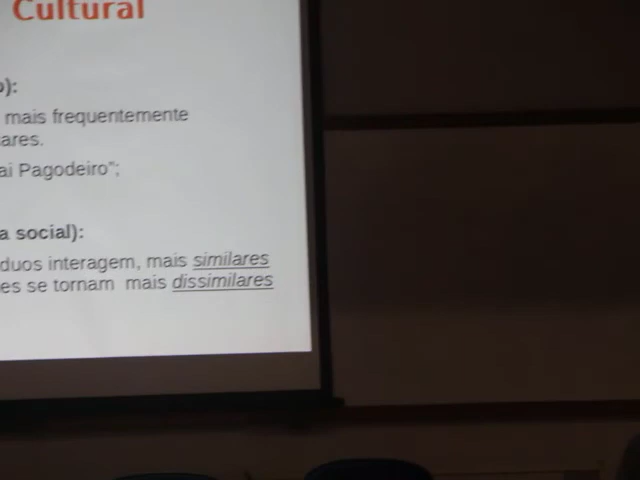 Cultural
o):
mais frequentemente
ares.
ai Pagodeiro";
a social):
duos interagem, mais similares
es se tornam mais dissimilares